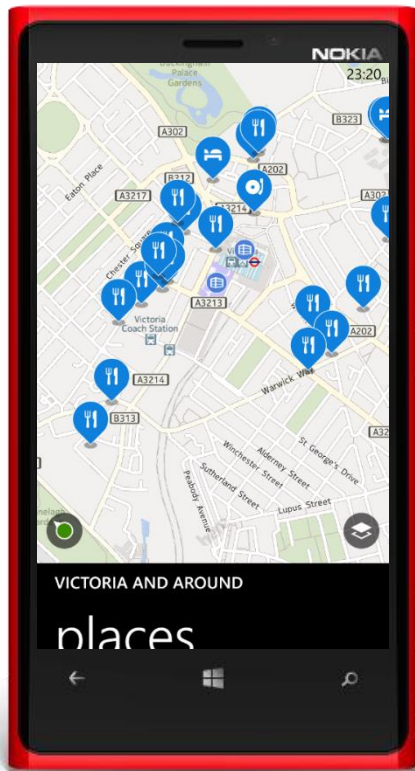 NOKIA
23:20
Buckingham
Palace
Gardens
A302
B323
A202
B312
Eaton Place
A3217
A302
3214
Chester Square
A3213
Victoria
Coach Station
A202
Warwick Way
A3214
B313
St. George's Drive
A32
Alderney Street
Winchester Street
Sutherland Street
Peabody Avenue
Lupus Street
VICTORIA AND AROUND
places